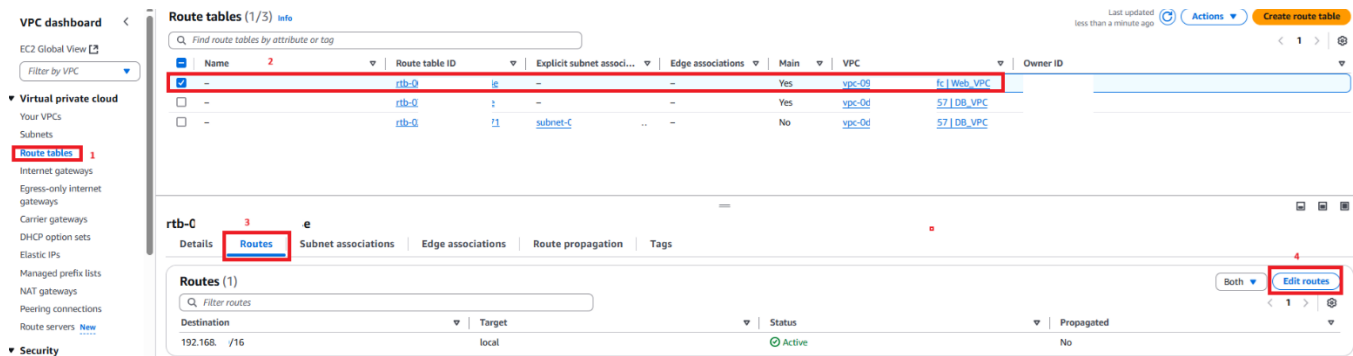 VPC dashboard <
EC2 Global View
Filter by VPC
Virtual private cloud
Your VPCs
Subnets
Route tables 1
Internet gateways
Egress-only internet
gateways
Carrier gateways
DHCP option sets
Elastic IPs
Managed prefix lists
NAT gateways
Peering connections
Route servers New
Security
Route tables (1/3) Info
Last updated
less than a minute ago
Actions
Create route table
Find route tables by attribute or tag
< 1 >
Name 2 Route table ID Explicit subnet associ... Edge associations Main VPC Owner ID
– rtb-0 – – Yes vpc-09 fc | Web_VPC
– rtb-0 – – Yes vpc-0d 57 | DB_VPC
– rtb-0 71 subnet-0 .. – No vpc-0d 57 | DB_VPC
rtb-0 3 e
Details Routes Subnet associations Edge associations Route propagation Tags
4
Routes (1)
Both Edit routes
Filter routes
< 1 >
Destination Target Status Propagated
192.168. /16 local Active No